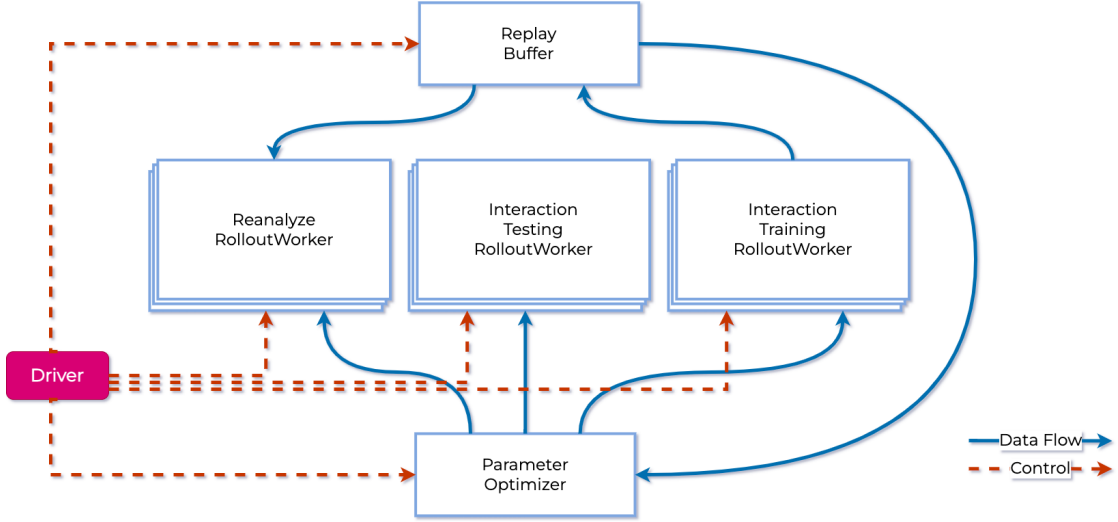 Replay
Buffer
Reanalyze
RolloutWorker
Interaction
Testing
RolloutWorker
Interaction
Training
RolloutWorker
Driver
Parameter
Optimizer
Data Flow
Control